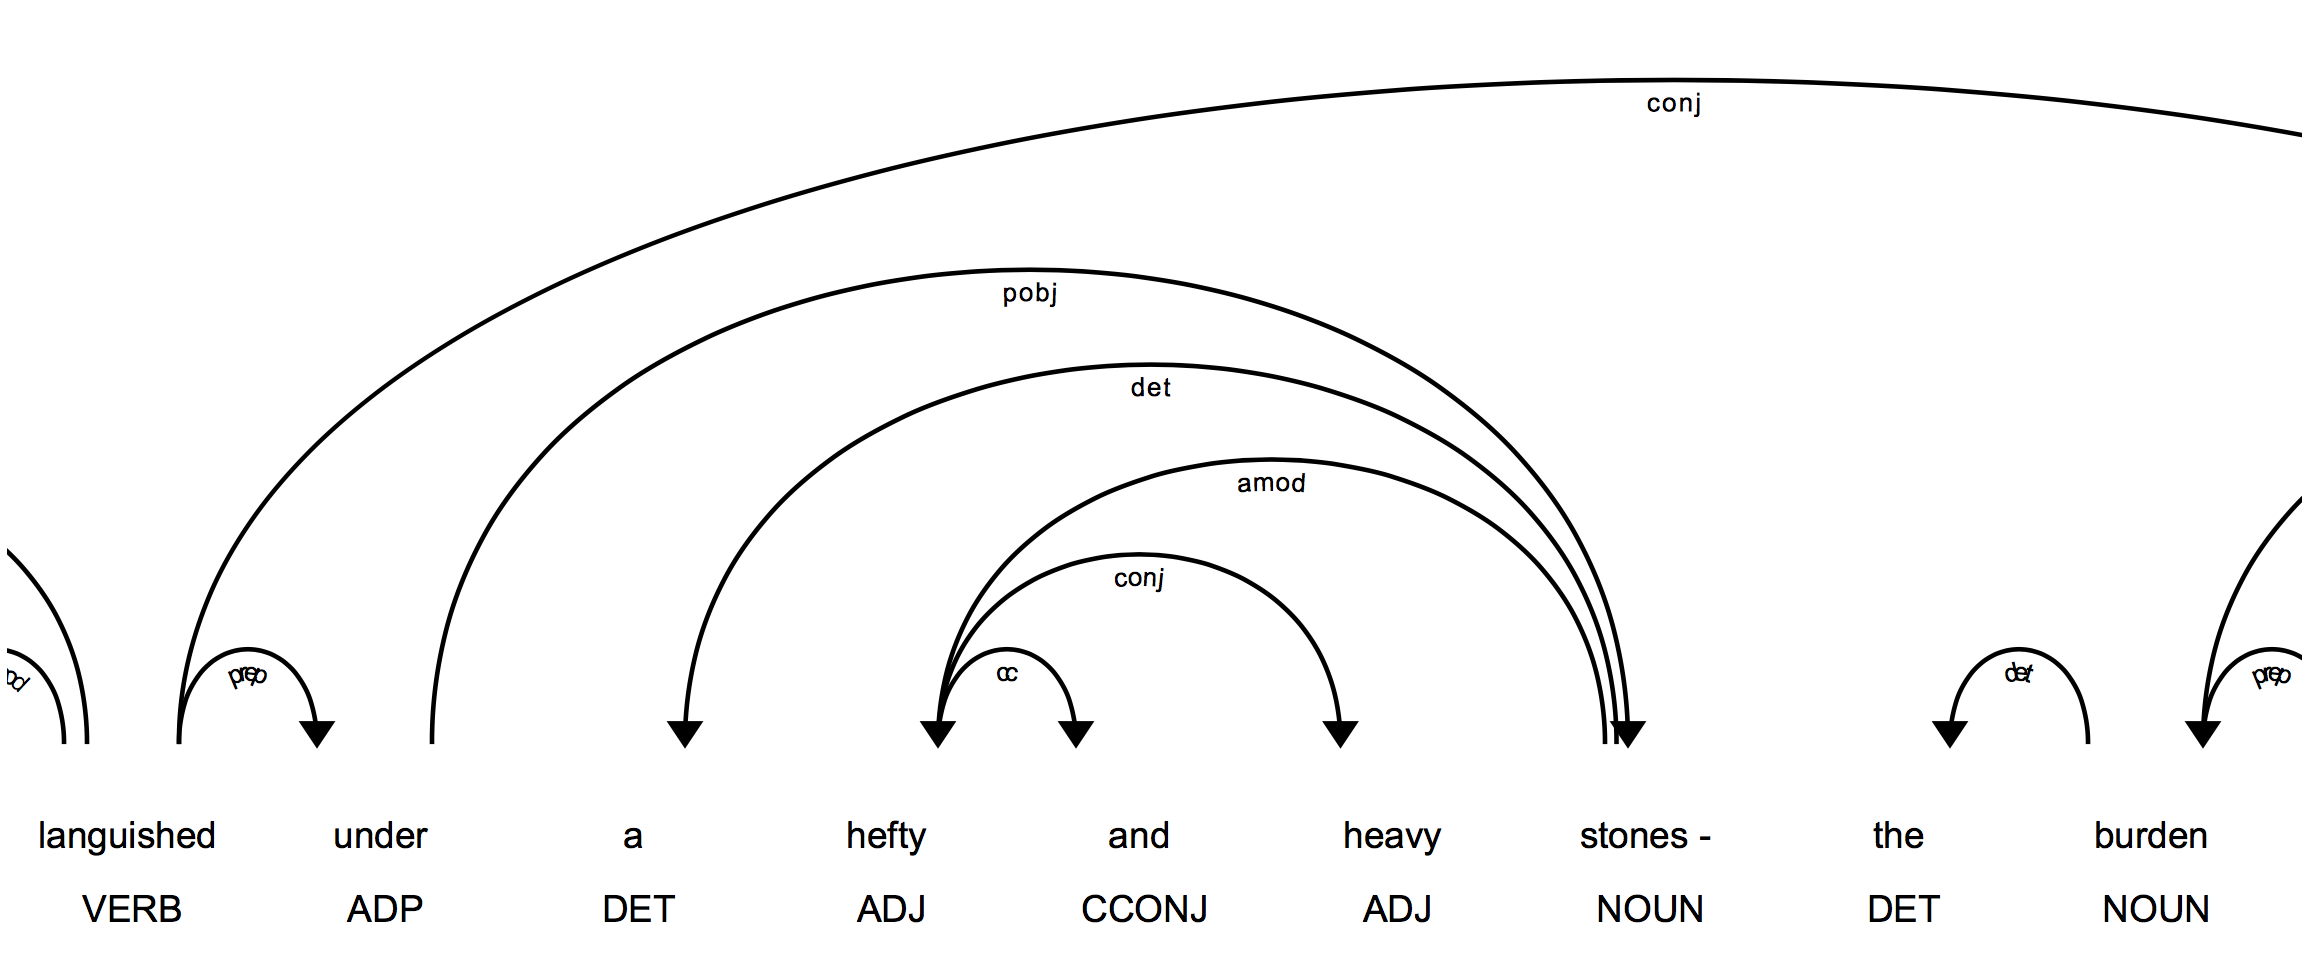 conj
pobj
det
amod
conj
prep cc det prep
languished under a hefty and heavy stones - the burden
VERB ADP DET ADJ CCONJ ADJ NOUN DET NOUN